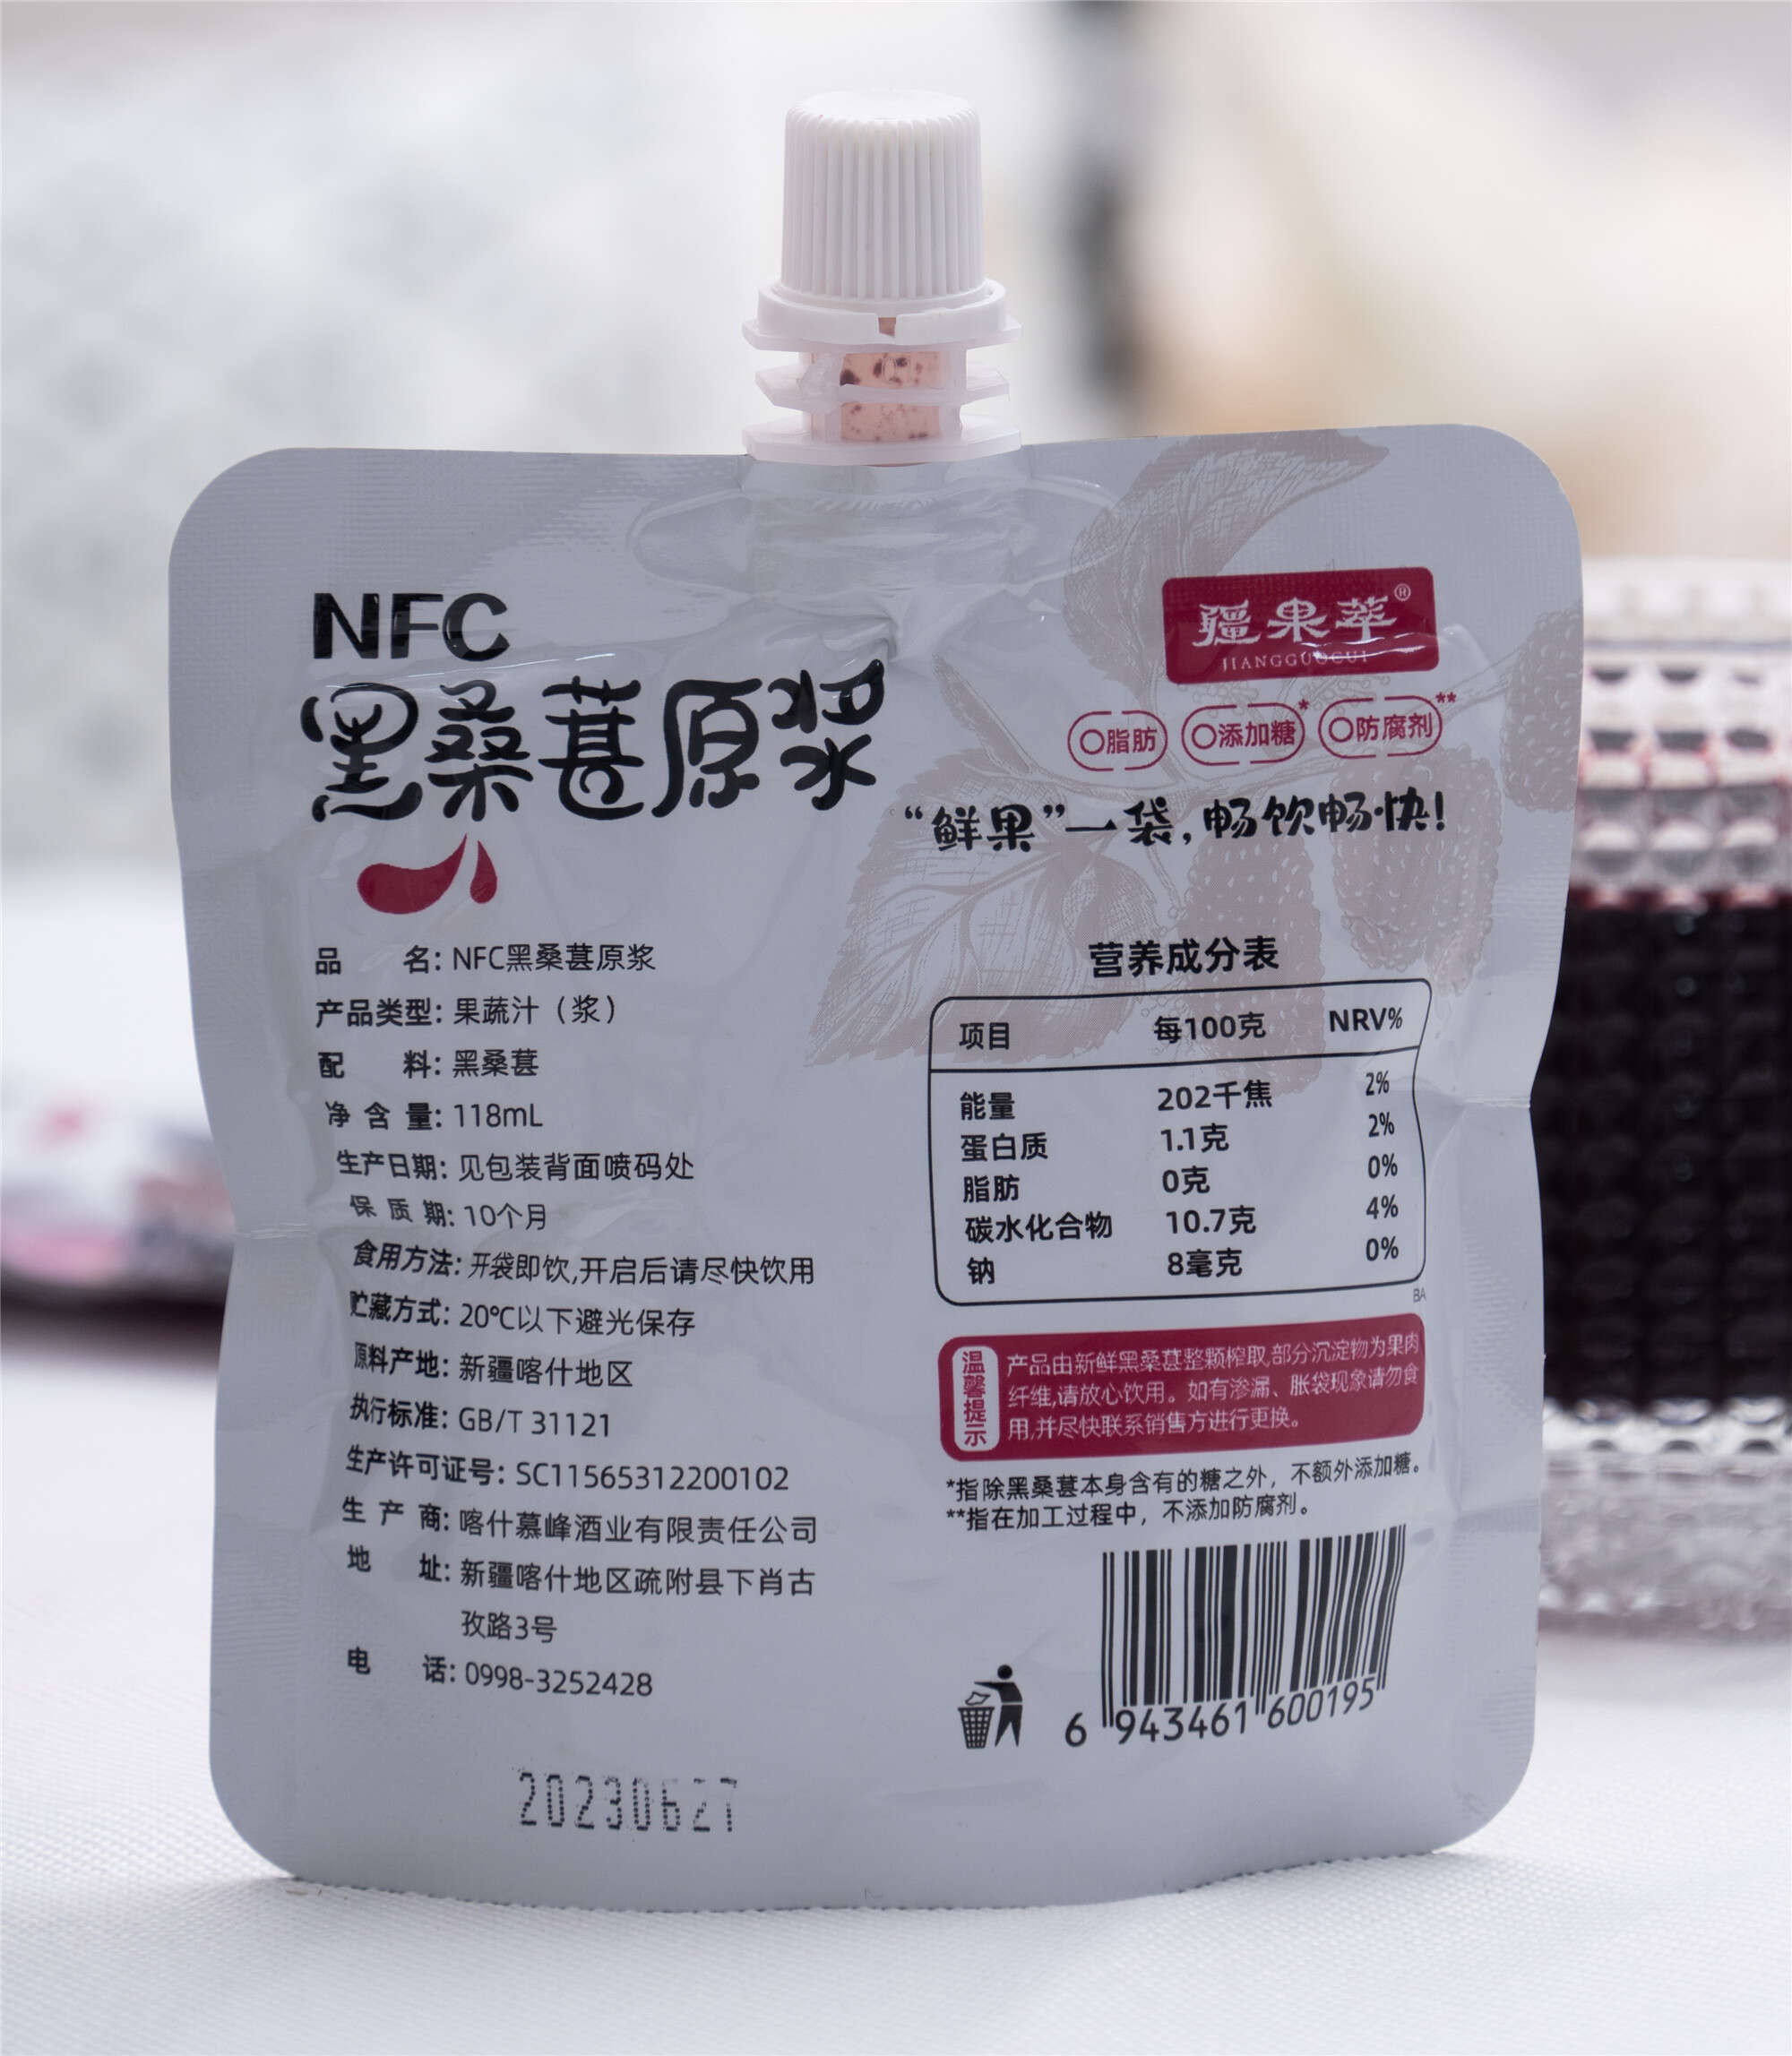 NFC
黑桑葚原浆
疆果萃®
JIANGGUOCUI
0脂肪 0添加糖* 0防腐剂**
“鲜果”一袋,畅饮畅快!
品名: NFC黑桑葚原浆
产品类型: 果蔬汁（浆）
配料: 黑桑葚
净含量: 118mL
生产日期: 见包装背面喷码处
保质期: 10个月
食用方法: 开袋即饮,开启后请尽快饮用
贮藏方式: 20℃以下避光保存
原料产地: 新疆喀什地区
执行标准: GB/T 31121
生产许可证号: SC11565312200102
生产商: 喀什慕峰酒业有限责任公司
地址: 新疆喀什地区疏附县下肖古
孜路3号
电话: 0998-3252428
20230627
营养成分表
项目 每100克 NRV%
能量 202千焦 2%
蛋白质 1.1克 2%
脂肪 0克 0%
碳水化合物 10.7克 4%
钠 8毫克 0%
BA
温馨提示
产品由新鲜黑桑葚整颗榨取,部分沉淀物为果肉
纤维,请放心饮用。如有渗漏、胀袋现象请勿食
用,并尽快联系销售方进行更换。
*指除黑桑葚本身含有的糖之外，不额外添加糖。
**指在加工过程中，不添加防腐剂。
6 943461 600195